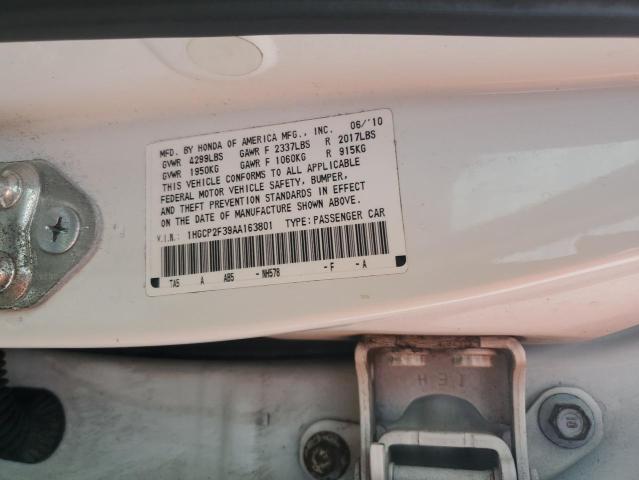 MFD. BY HONDA OF AMERICA MFG., INC. 06/'10
GVWR 4299LBS GAWR F 2337LBS R 2017LBS
GVWR 1950KG GAWR F 1060KG R 915KG
THIS VEHICLE CONFORMS TO ALL APPLICABLE
FEDERAL MOTOR VEHICLE SAFETY, BUMPER,
AND THEFT PREVENTION STANDARDS IN EFFECT
ON THE DATE OF MANUFACTURE SHOWN ABOVE.
V.I.N.: 1HGCP2F39AA163801 TYPE:PASSENGER CAR
TA5 A AB5 - NH578 - F - A
IEH